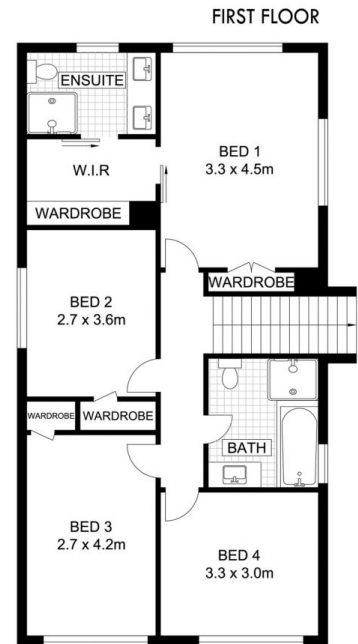 FIRST FLOOR
ENSUITE
W.I.R
WARDROBE
BED 1
3.3 x 4.5m
WARDROBE
BED 2
2.7 x 3.6m
WARDROBE
WARDROBE
BATH
BED 3
2.7 x 4.2m
BED 4
3.3 x 3.0m